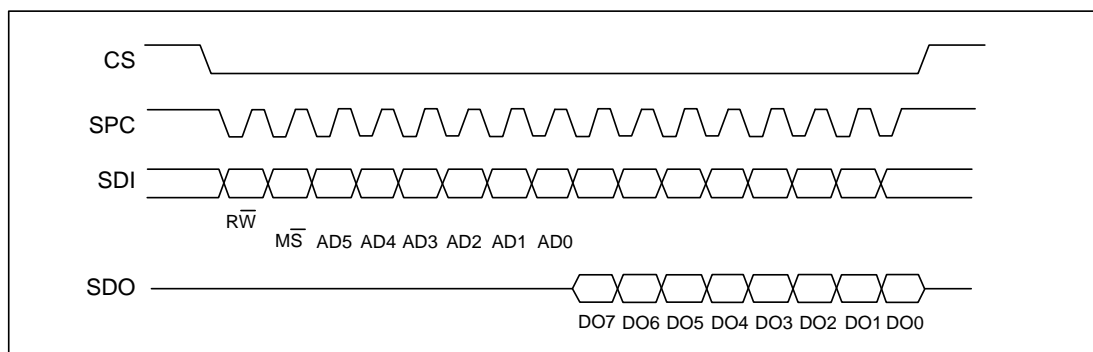 CS
SPC
SDI
RW̅
MS̅ AD5 AD4 AD3 AD2 AD1 AD0
SDO
DO7 DO6 DO5 DO4 DO3 DO2 DO1 DO0